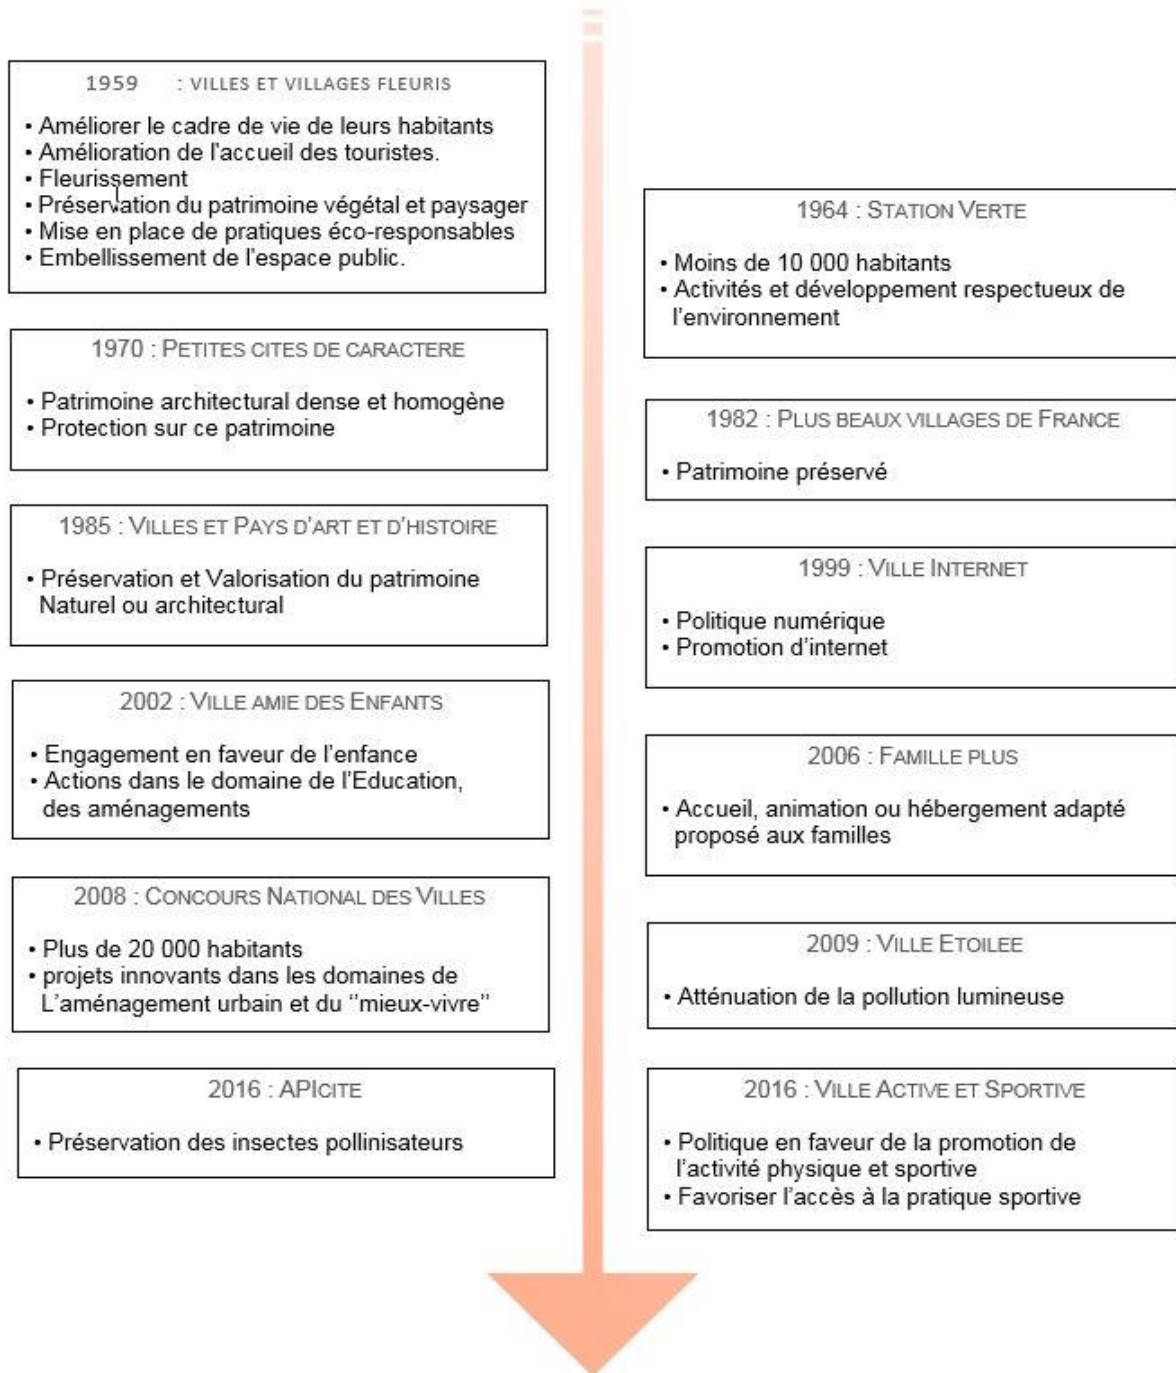 1959 : VILLES ET VILLAGES FLEURIS
• Améliorer le cadre de vie de leurs habitants
• Amélioration de l'accueil des touristes.
• Fleurissement
• Préservation du patrimoine végétal et paysager
• Mise en place de pratiques éco-responsables
• Embellissement de l'espace public.
1964 : STATION VERTE
• Moins de 10 000 habitants
• Activités et développement respectueux de
l'environnement
1970 : PETITES CITES DE CARACTERE
• Patrimoine architectural dense et homogène
• Protection sur ce patrimoine
1982 : PLUS BEAUX VILLAGES DE FRANCE
• Patrimoine préservé
1985 : VILLES ET PAYS D'ART ET D'HISTOIRE
• Préservation et Valorisation du patrimoine
Naturel ou architectural
1999 : VILLE INTERNET
• Politique numérique
• Promotion d'internet
2002 : VILLE AMIE DES ENFANTS
• Engagement en faveur de l'enfance
• Actions dans le domaine de l'Education,
des aménagements
2006 : FAMILLE PLUS
• Accueil, animation ou hébergement adapté
proposé aux familles
2008 : CONCOURS NATIONAL DES VILLES
• Plus de 20 000 habitants
• projets innovants dans les domaines de
L'aménagement urbain et du "mieux-vivre"
2009 : VILLE ETOILEE
• Atténuation de la pollution lumineuse
2016 : APICITE
• Préservation des insectes pollinisateurs
2016 : VILLE ACTIVE ET SPORTIVE
• Politique en faveur de la promotion de
l'activité physique et sportive
• Favoriser l'accès à la pratique sportive